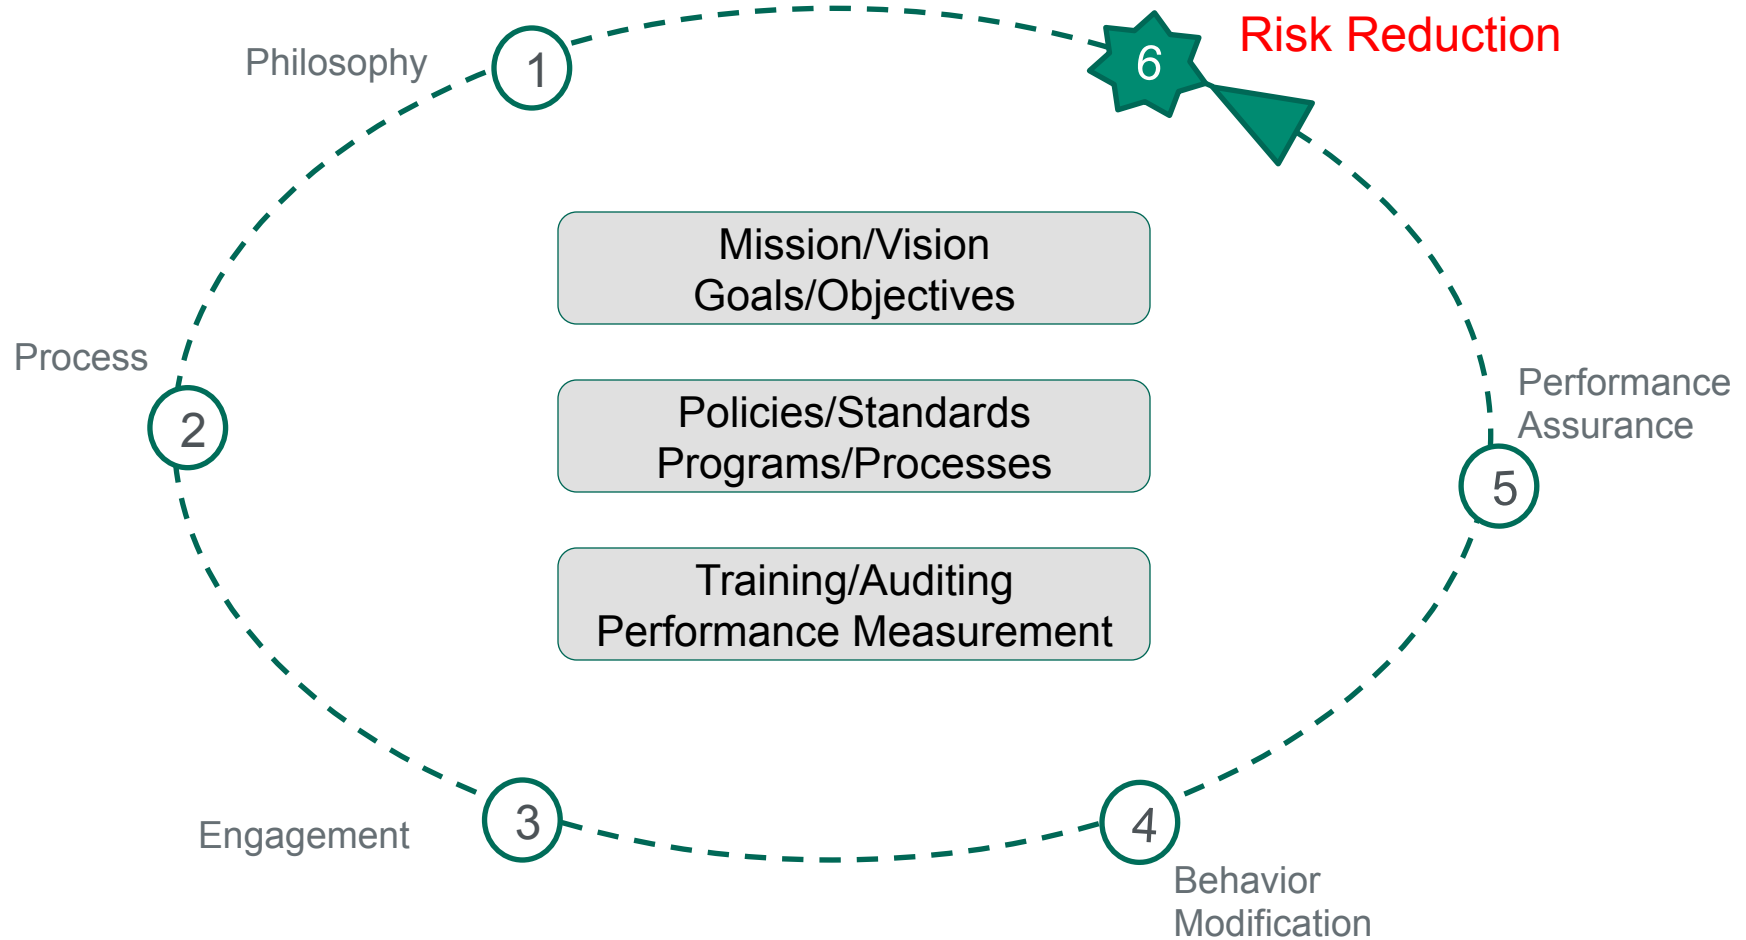 Risk Reduction
6
1
Philosophy
Mission/Vision
Goals/Objectives
Process
2
Policies/Standards
Programs/Processes
Performance
Assurance
5
Training/Auditing
Performance Measurement
3
Engagement
4
Behavior
Modification